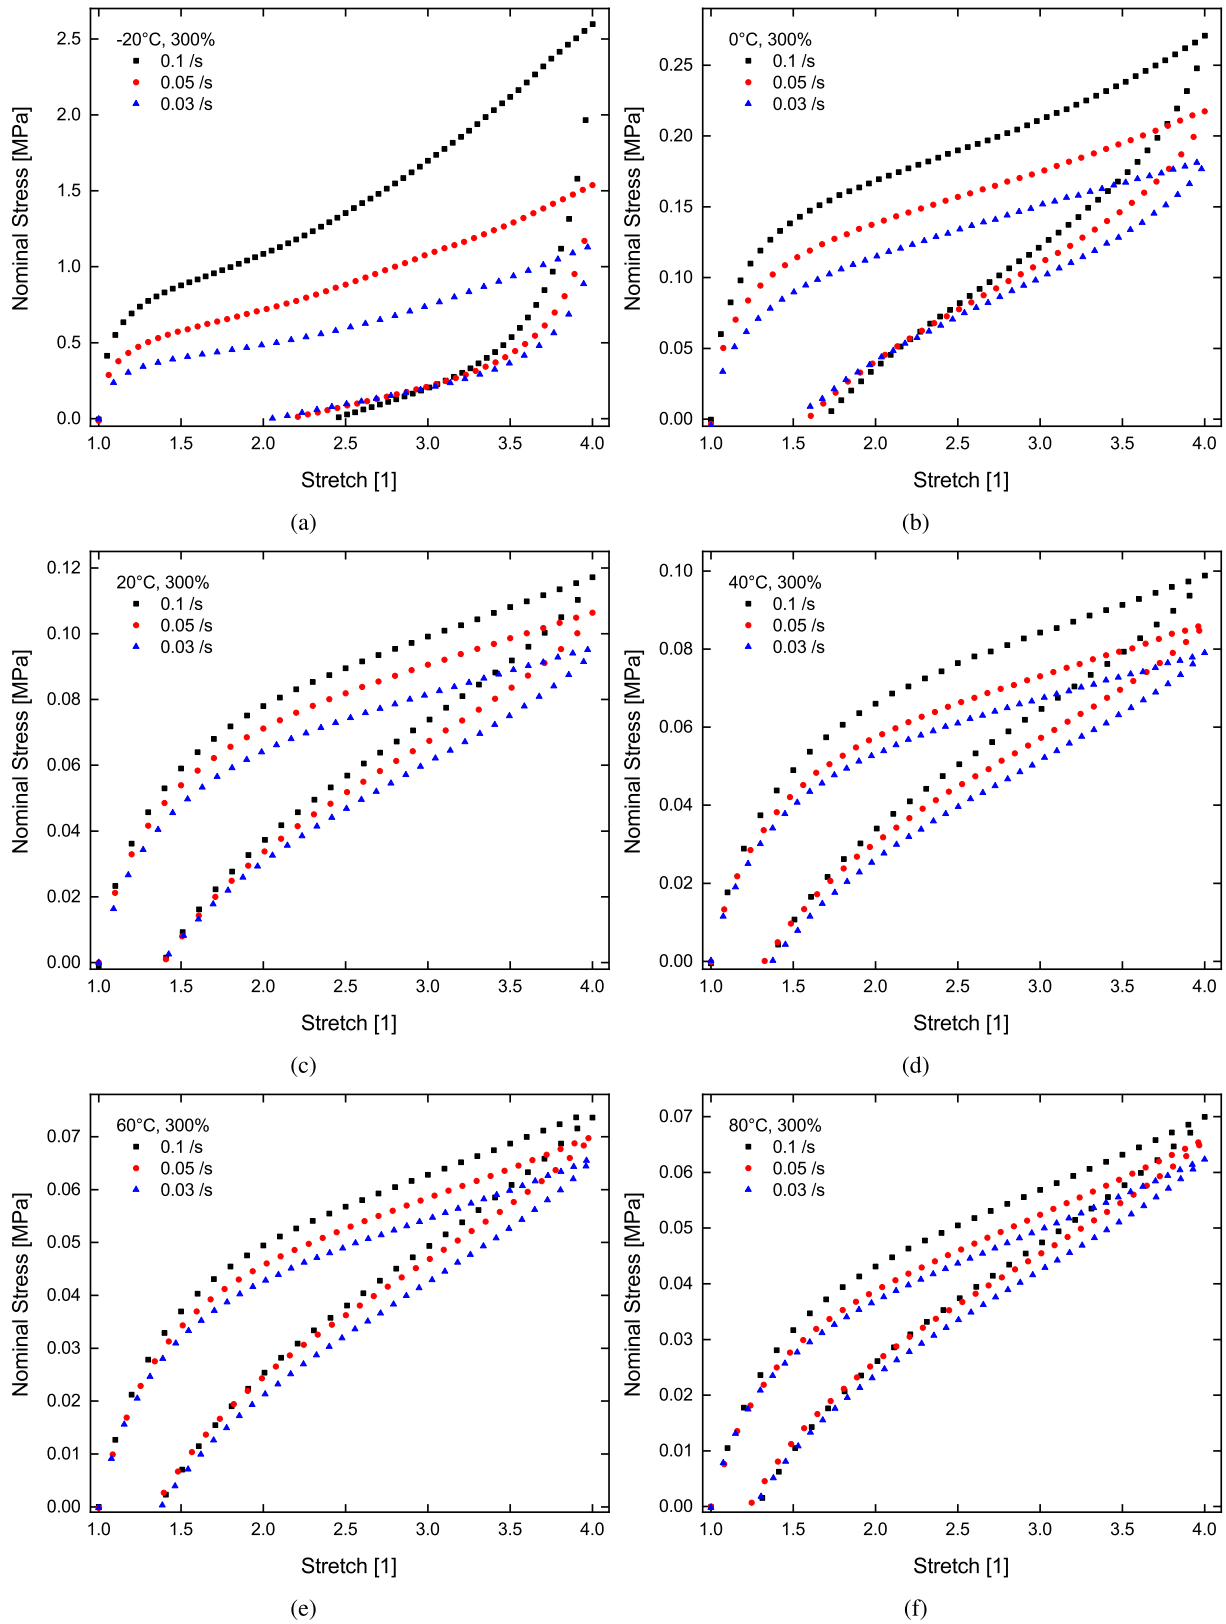 -20°C, 300%
0.1 /s
0.05 /s
0.03 /s
2.5
2.0
1.5
1.0
0.5
0.0
Nominal Stress [MPa]
1.0 1.5 2.0 2.5 3.0 3.5 4.0
Stretch [1]
(a)
0°C, 300%
0.1 /s
0.05 /s
0.03 /s
0.25
0.20
0.15
0.10
0.05
0.00
Nominal Stress [MPa]
1.0 1.5 2.0 2.5 3.0 3.5 4.0
Stretch [1]
(b)
20°C, 300%
0.1 /s
0.05 /s
0.03 /s
0.12
0.10
0.08
0.06
0.04
0.02
0.00
Nominal Stress [MPa]
1.0 1.5 2.0 2.5 3.0 3.5 4.0
Stretch [1]
(c)
40°C, 300%
0.1 /s
0.05 /s
0.03 /s
0.10
0.08
0.06
0.04
0.02
0.00
Nominal Stress [MPa]
1.0 1.5 2.0 2.5 3.0 3.5 4.0
Stretch [1]
(d)
60°C, 300%
0.1 /s
0.05 /s
0.03 /s
0.07
0.06
0.05
0.04
0.03
0.02
0.01
0.00
Nominal Stress [MPa]
1.0 1.5 2.0 2.5 3.0 3.5 4.0
Stretch [1]
(e)
80°C, 300%
0.1 /s
0.05 /s
0.03 /s
0.07
0.06
0.05
0.04
0.03
0.02
0.01
0.00
Nominal Stress [MPa]
1.0 1.5 2.0 2.5 3.0 3.5 4.0
Stretch [1]
(f)